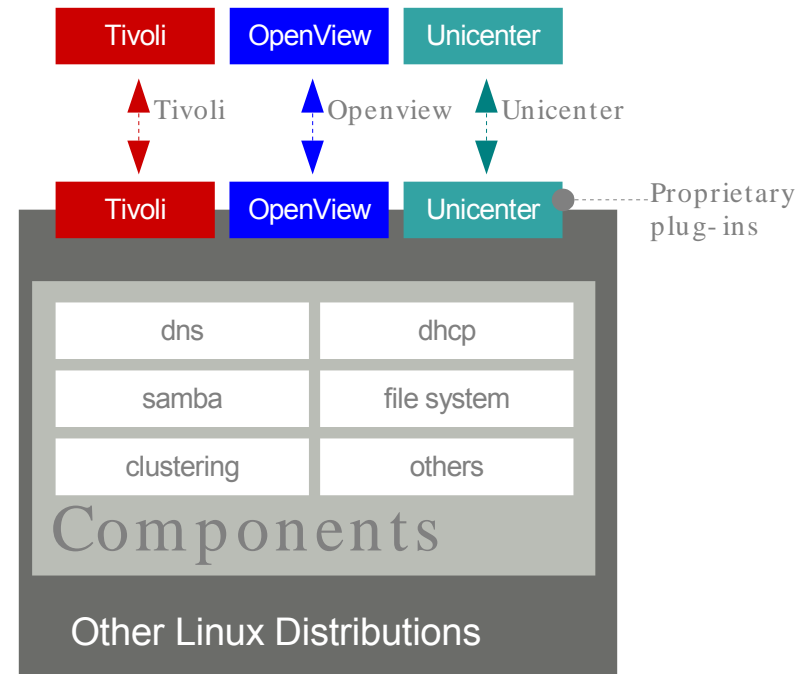 Tivoli OpenView Unicenter
Tivoli Openview Unicenter
Tivoli OpenView Unicenter
Proprietary
plug-ins
dns dhcp
samba file system
clustering others
Components
Other Linux Distributions